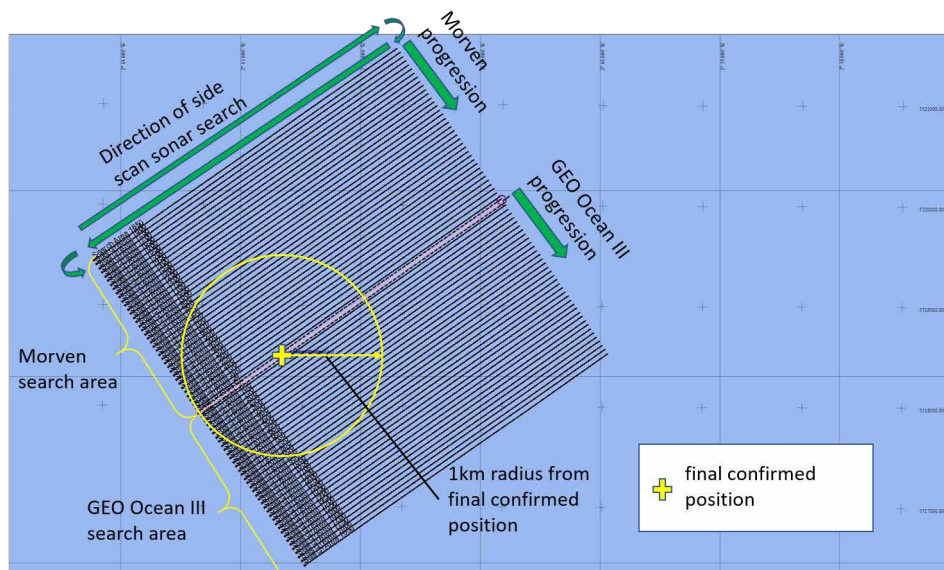 Morven
progression
Direction of side
scan sonar search
GEO Ocean III
progression
Morven
search area
GEO Ocean III
search area
1km radius from
final confirmed
position
final confirmed
position